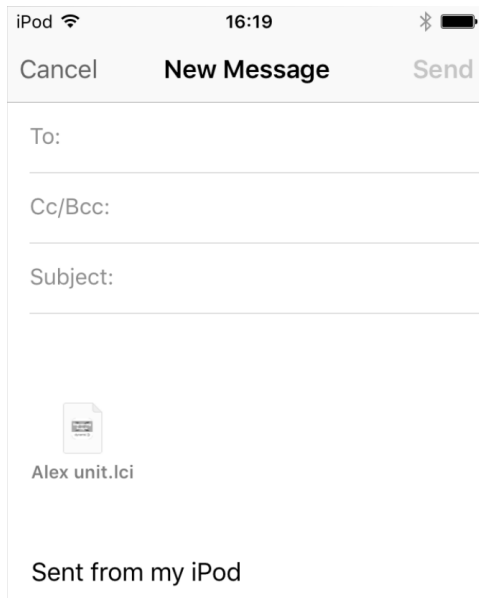 iPod 16:19
Cancel New Message Send
To:
Cc/Bcc:
Subject:
Alex unit.lci
Sent from my iPod